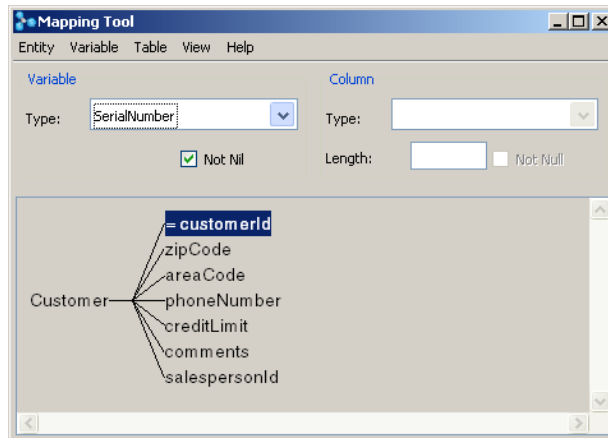 Mapping Tool
Entity Variable Table View Help
Variable
Column
Type: SerialNumber
Type:
Not Nil
Length:
Not Null
= customerId
zipCode
areaCode
Customer
phoneNumber
creditLimit
comments
salespersonId